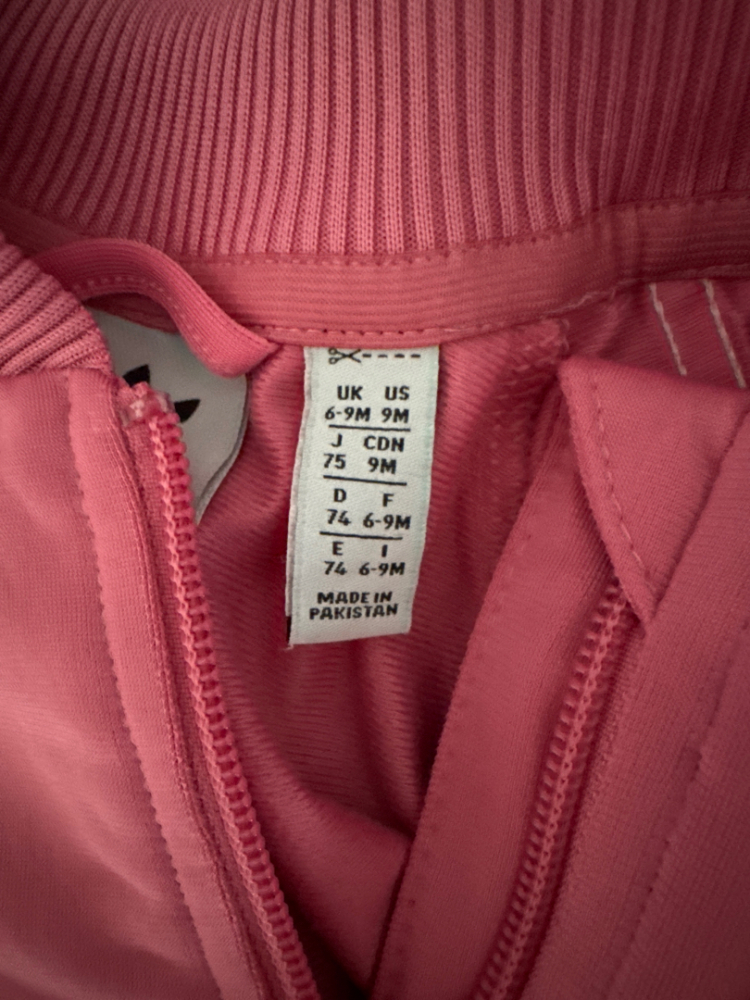 UK US
6-9M 9M
J CDN
75 9M
D F
74 6-9M
E I
74 6-9M
MADE IN
PAKISTAN